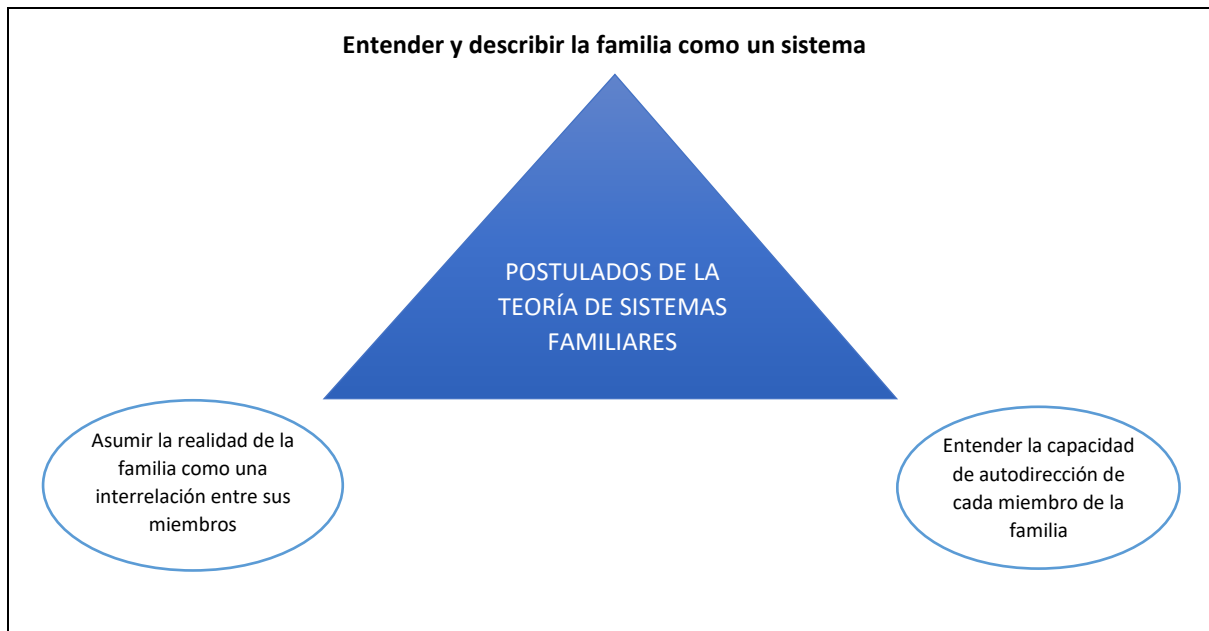 Entender y describir la familia como un sistema
POSTULADOS DE LA
TEORÍA DE SISTEMAS
FAMILIARES
Asumir la realidad de la
familia como una
interrelación entre sus
miembros
Entender la capacidad
de autodirección de
cada miembro de la
familia